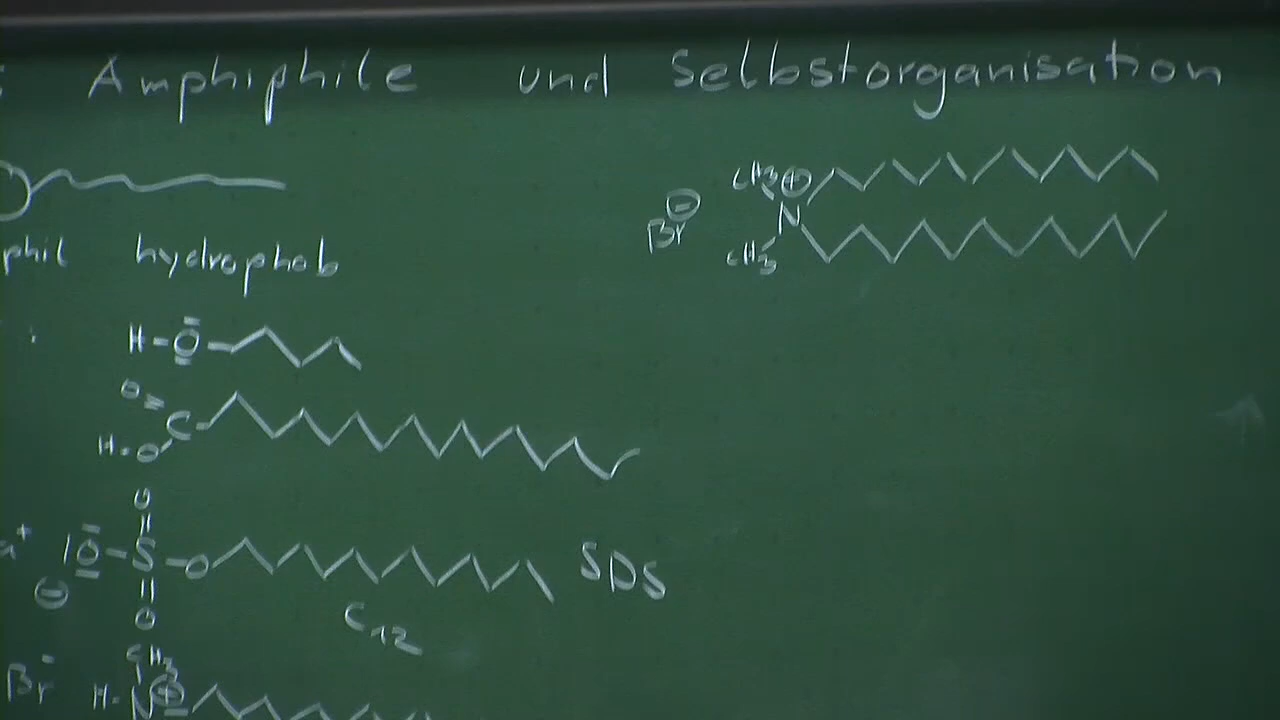 : Amphiphile und Selbstorganisation
phil hydrophob
CH3 ⊕
Br ⊖ N
CH3
H-O
O
C
H-O
O
+
|O-S-O SDS
⊖
O
C12
CH3
Br- H-N ⊕